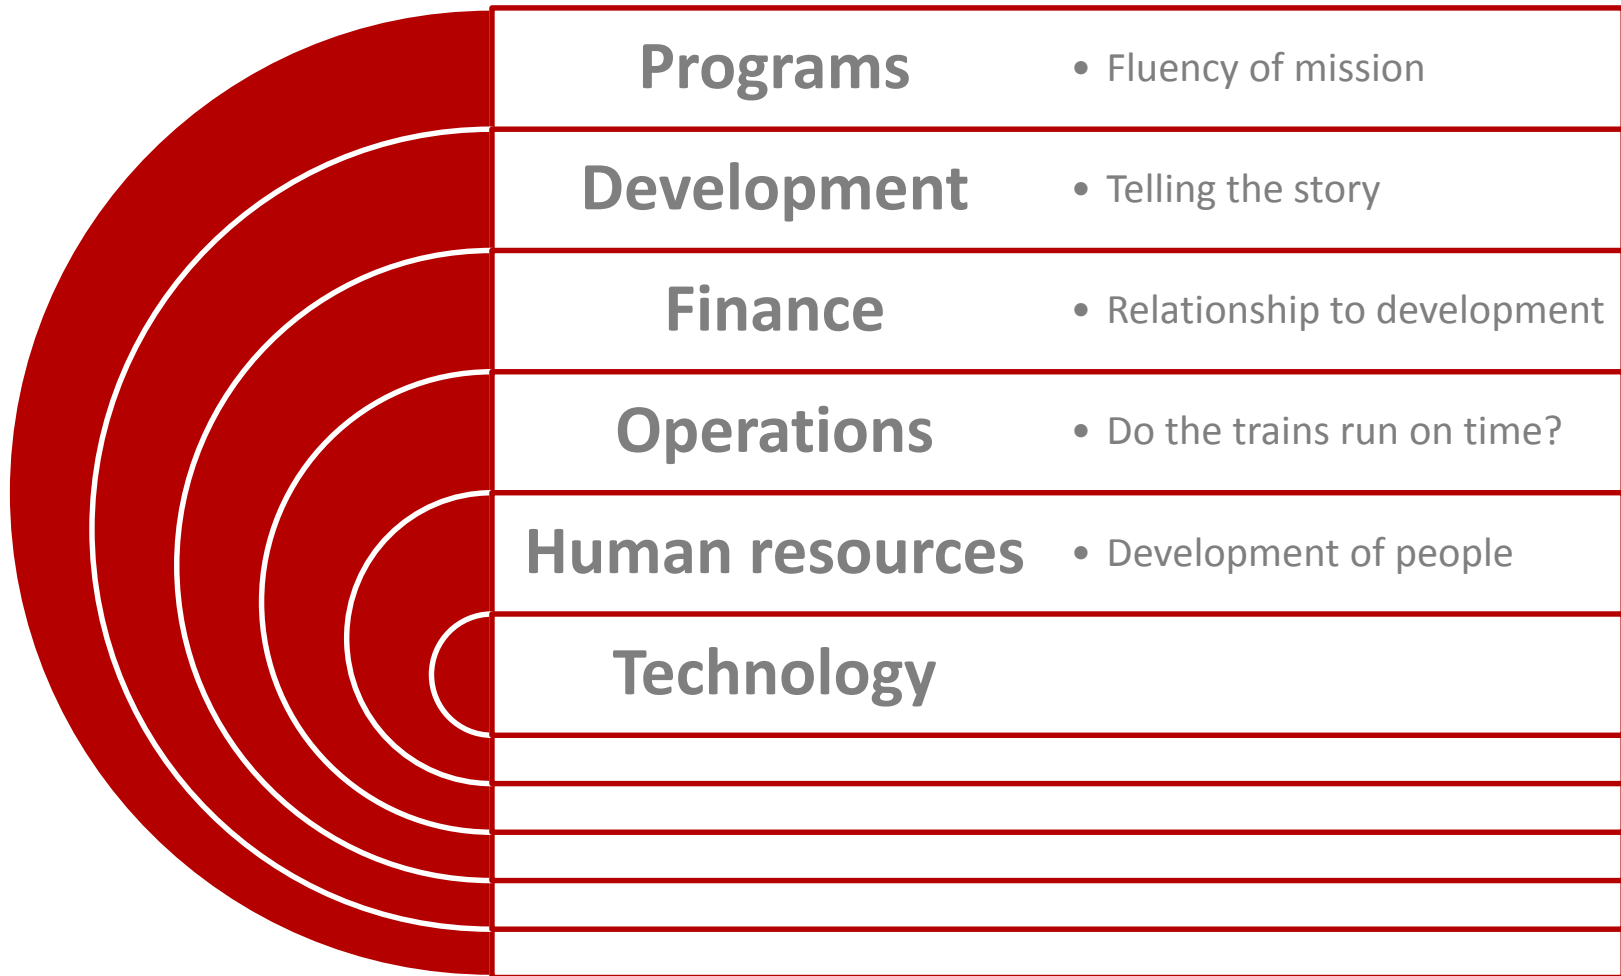 Programs • Fluency of mission
Development • Telling the story
Finance • Relationship to development
Operations • Do the trains run on time?
Human resources • Development of people
Technology